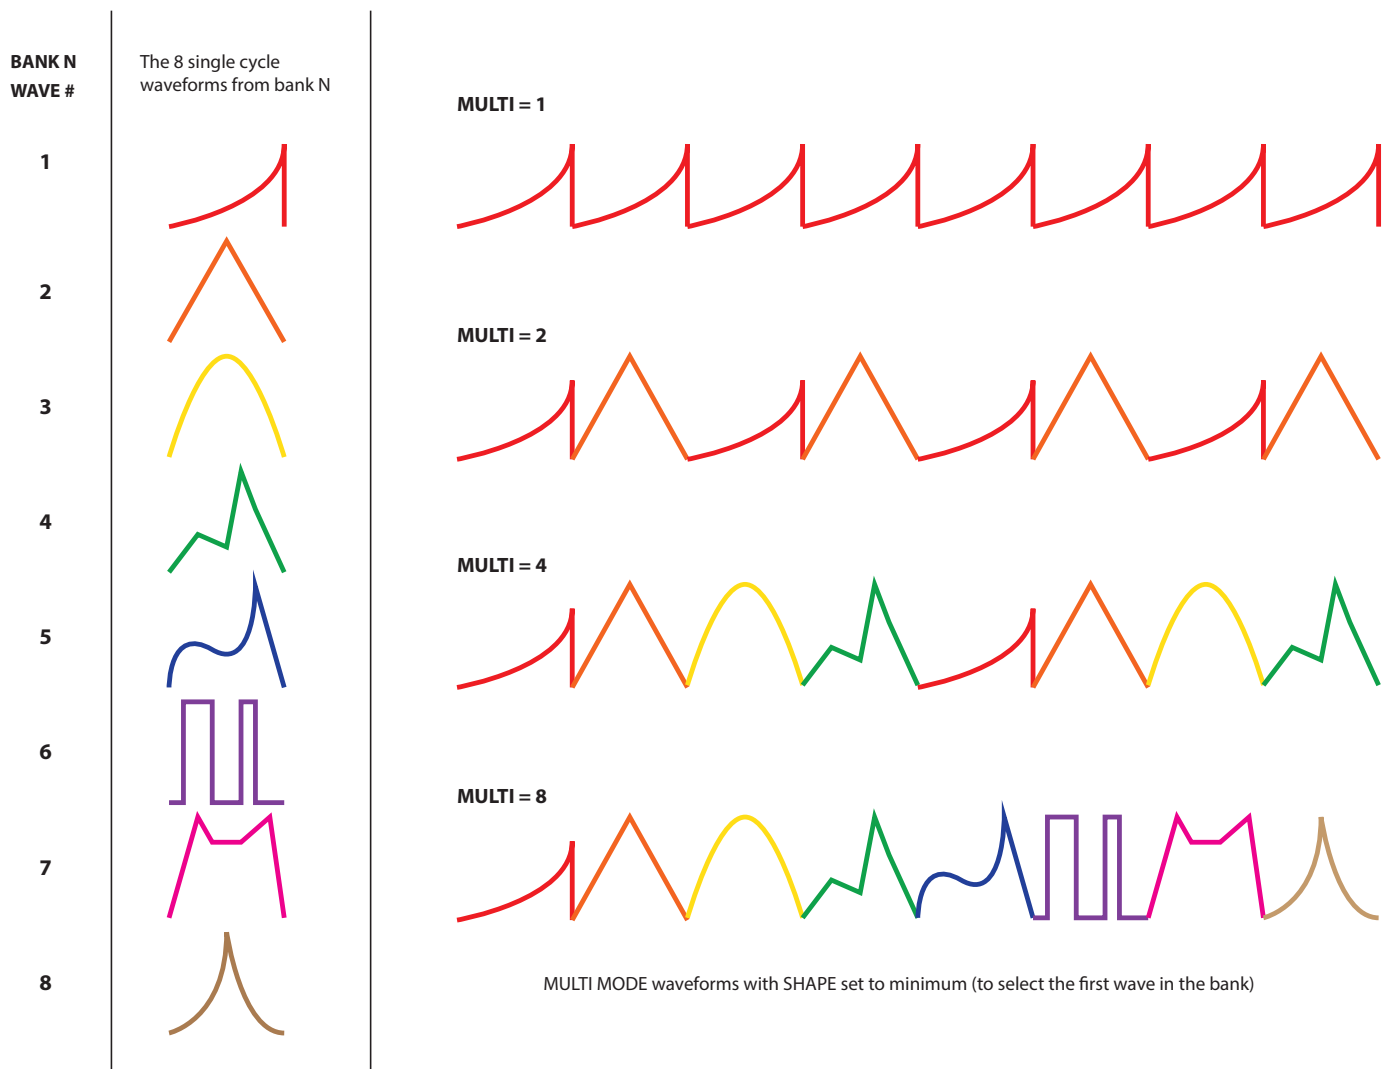 BANK N
WAVE #
The 8 single cycle
waveforms from bank N
1
2
3
4
5
6
7
8
MULTI = 1
MULTI = 2
MULTI = 4
MULTI = 8
MULTI MODE waveforms with SHAPE set to minimum (to select the first wave in the bank)